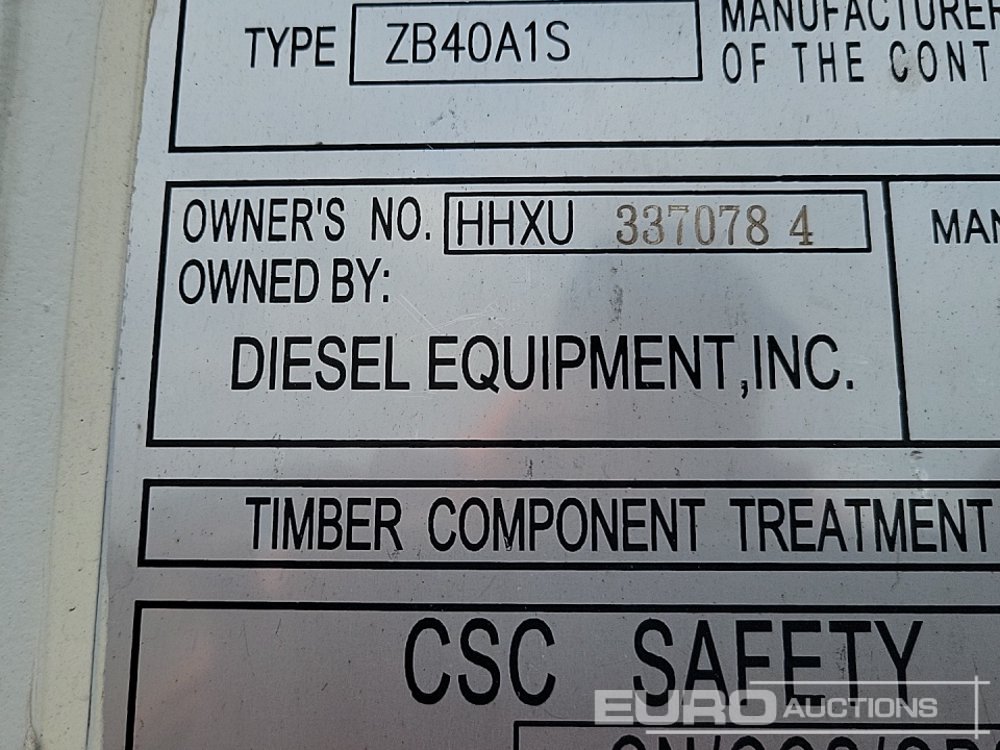 TYPE ZB40A1S
MANUFACTURER
OF THE CONT
OWNER'S NO. HHXU 337078 4
OWNED BY:
DIESEL EQUIPMENT,INC.
MAN
TIMBER COMPONENT TREATMENT
CSC SAFETY
EURO AUCTIONS